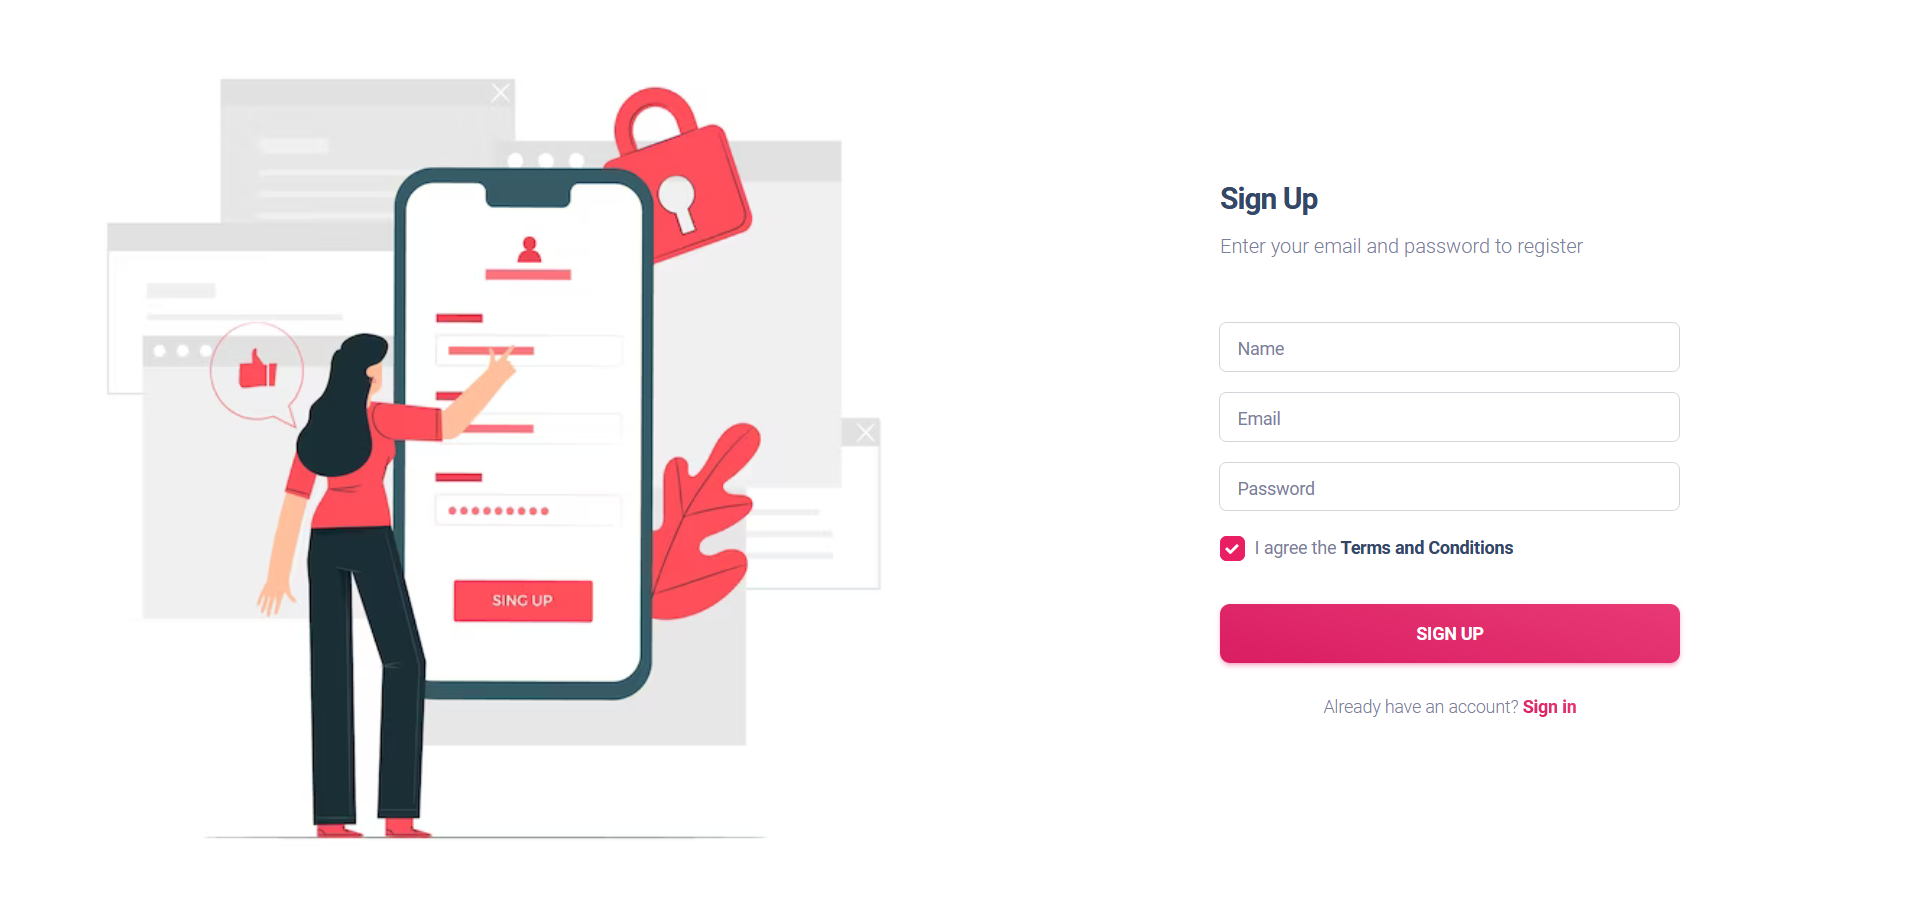 SING UP
Sign Up
Enter your email and password to register
Name
Email
Password
I agree the Terms and Conditions
SIGN UP
Already have an account? Sign in